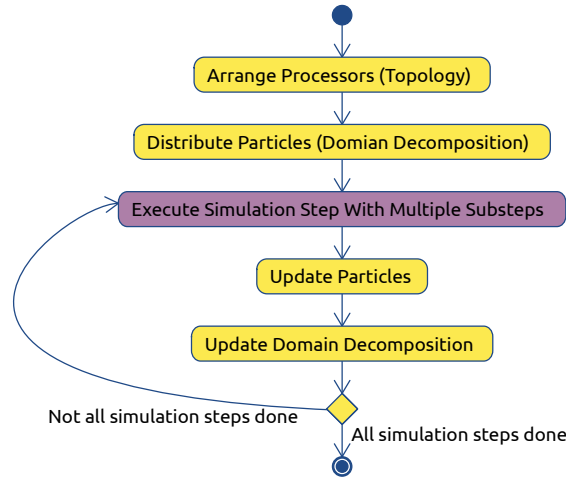 Arrange Processors (Topology)
Distribute Particles (Domian Decomposition)
Execute Simulation Step With Multiple Substeps
Update Particles
Update Domain Decomposition
Not all simulation steps done
All simulation steps done